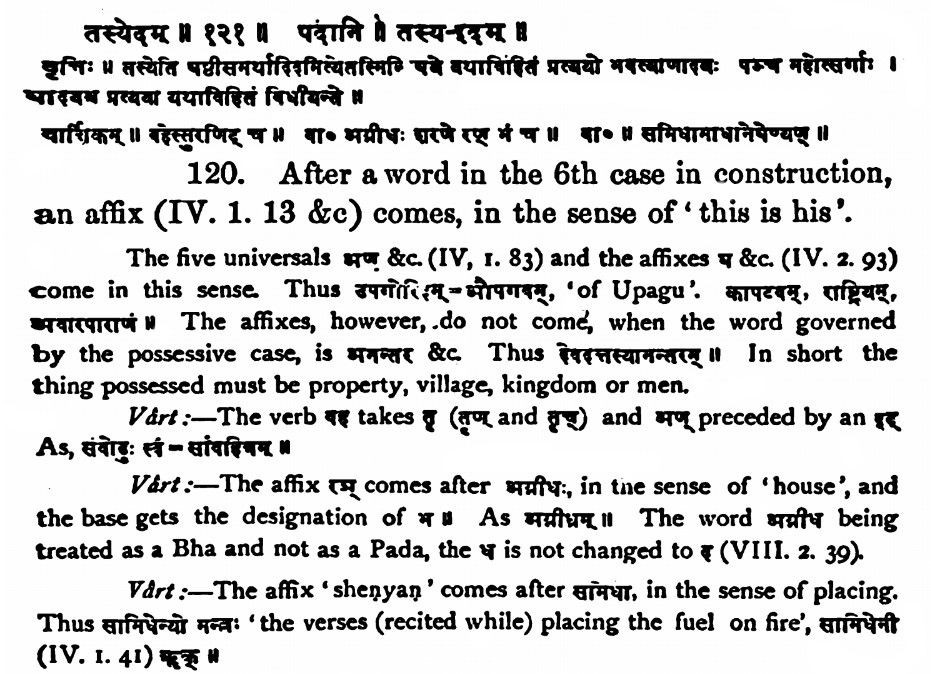 तस्येदम् ॥ १२१ ॥ पदानि ॥ तस्य-इदम् ॥
वृत्तिः ॥ तस्येति षष्ठीसमर्थादिदमित्येतस्मिन्नर्थे यथाविहितं प्रत्ययो भवत्यणादयः पञ्च महोत्सर्गाः ।
घादयश्च प्रत्यया यथाविहितं विधीयन्ते ॥
वार्त्तिकम् ॥ वहेस्तुरणिट् च ॥ वा० अग्नीधः शरणे रण् भं च ॥ वा० ॥ समिधामाधानेषेण्यण् ॥
120. After a word in the 6th case in construction,
an affix (IV. 1. 13 &c) comes, in the sense of ‘this is his’.
The five universals अण् &c. (IV, 1. 83) and the affixes घ &c. (IV. 2. 93)
come in this sense. Thus उपगोरिदम्=औपगवम्, ‘of Upagu’. कापटवम्, राष्ट्रियम्,
अवारपाराणं ॥ The affixes, however, do not come, when the word governed
by the possessive case, is अनन्तर &c. Thus देवदत्तस्यानन्तरम् ॥ In short the
thing possessed must be property, village, kingdom or men.
Vârt:—The verb वह takes तृ (तृण् and तृच्) and अण् preceded by an इट्
As, संवोढुः स्वं=सांवहित्रम् ॥
Vârt:—The affix रञ् comes after अग्नीधः, in the sense of ‘house’, and
the base gets the designation of भ ॥ As अग्नीध्रम् ॥ The word अग्नीध being
treated as a Bha and not as a Pada, the ध is not changed to द (VIII. 2. 39).
Vârt:—The affix ‘sheṇyaṇ’ comes after सामिधा, in the sense of placing.
Thus सामिधेन्यो मन्त्रः ‘the verses (recited while) placing the fuel on fire’, सामिधेनी
(IV. 1. 41) ऋक् ॥